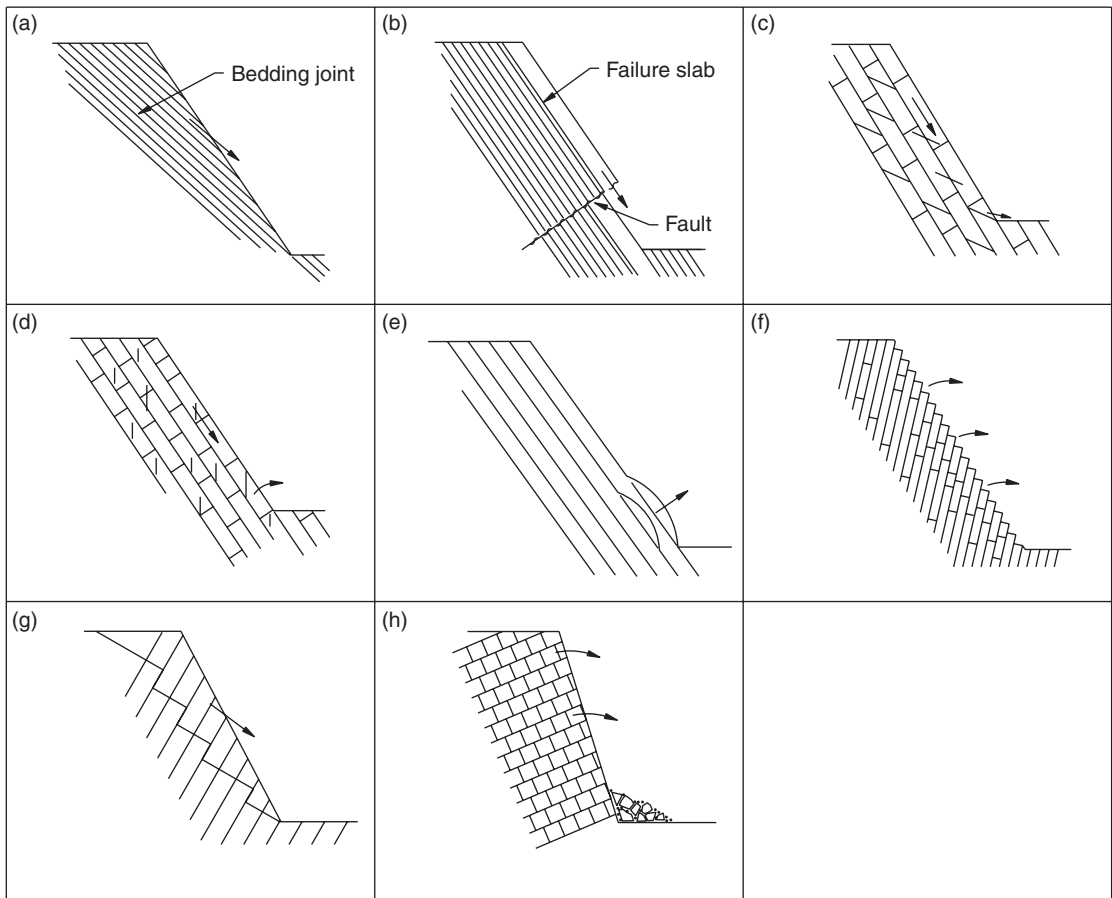 (a)
Bedding joint
(b)
Failure slab
Fault
(c)
(d)
(e)
(f)
(g)
(h)